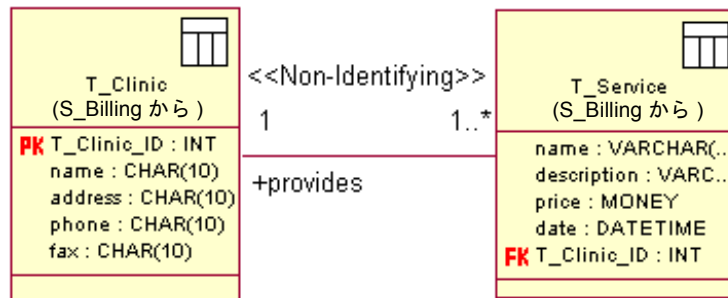 T_Clinic
(S_Billing から )
PK T_Clinic_ID : INT
name : CHAR(10)
address : CHAR(10)
phone : CHAR(10)
fax : CHAR(10)
<<Non-Identifying>>
1 1..*
+provides
T_Service
(S_Billing から )
name : VARCHAR(..
description : VARC..
price : MONEY
date : DATETIME
FK T_Clinic_ID : INT